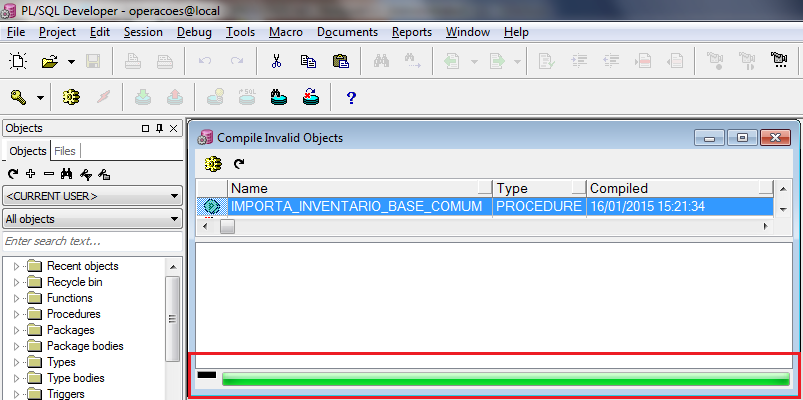 PL/SQL Developer - operacoes@local
File Project Edit Session Debug Tools Macro Documents Reports Window Help
SQL ?
Objects
Compile Invalid Objects
Objects Files
Name Type Compiled
<CURRENT USER>
IMPORTA_INVENTARIO_BASE_COMUM PROCEDURE 16/01/2015 15:21:34
All objects
Enter search text...
Recent objects
Recycle bin
Functions
Procedures
Packages
Package bodies
Types
Type bodies
Triggers